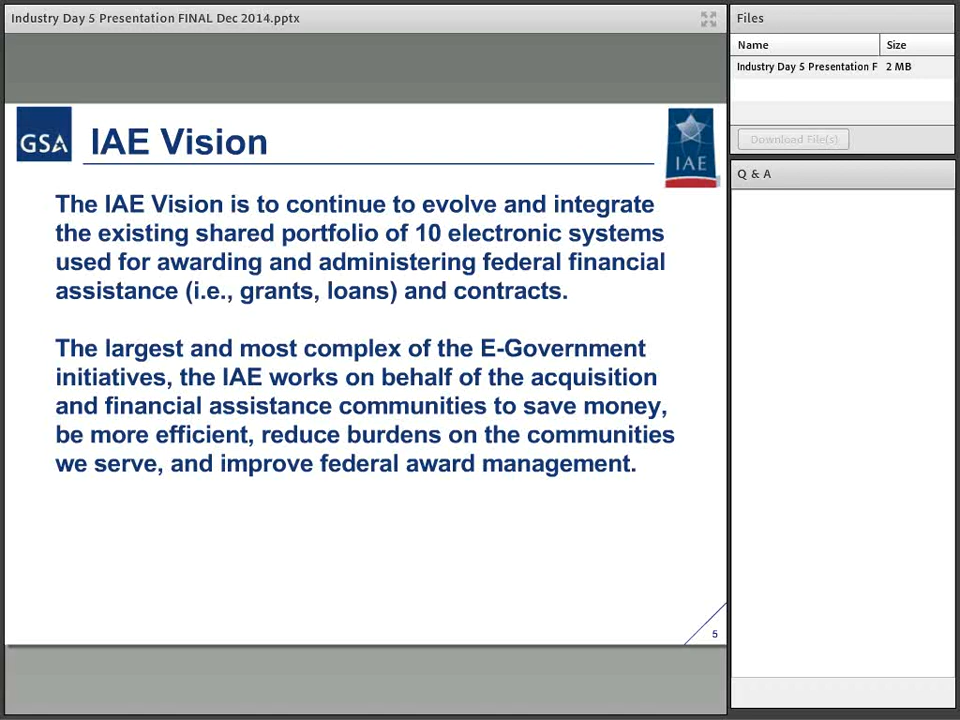 Industry Day 5 Presentation FINAL Dec 2014.pptx
GSA
IAE Vision
IAE
The IAE Vision is to continue to evolve and integrate
the existing shared portfolio of 10 electronic systems
used for awarding and administering federal financial
assistance (i.e., grants, loans) and contracts.
The largest and most complex of the E-Government
initiatives, the IAE works on behalf of the acquisition
and financial assistance communities to save money,
be more efficient, reduce burdens on the communities
we serve, and improve federal award management.
5
Files
Name Size
Industry Day 5 Presentation F 2 MB
Download File(s)
Q & A